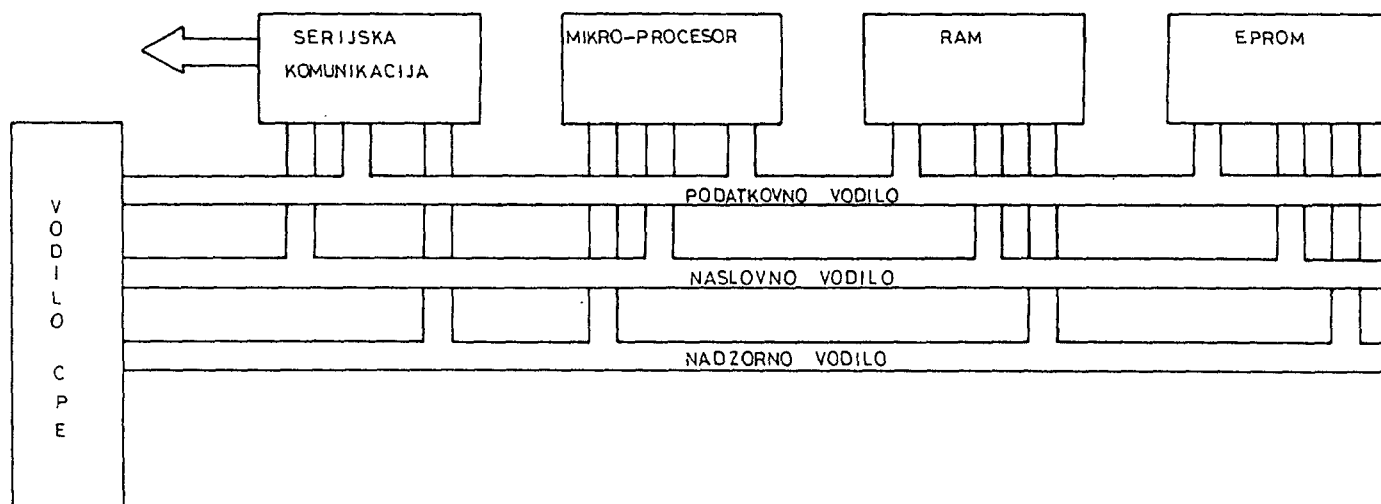 SERIJSKA
KOMUNIKACIJA
MIKRO-PROCESOR
RAM
EPROM
VODILO CPE
PODATKOVNO VODILO
NASLOVNO VODILO
NADZORNO VODILO